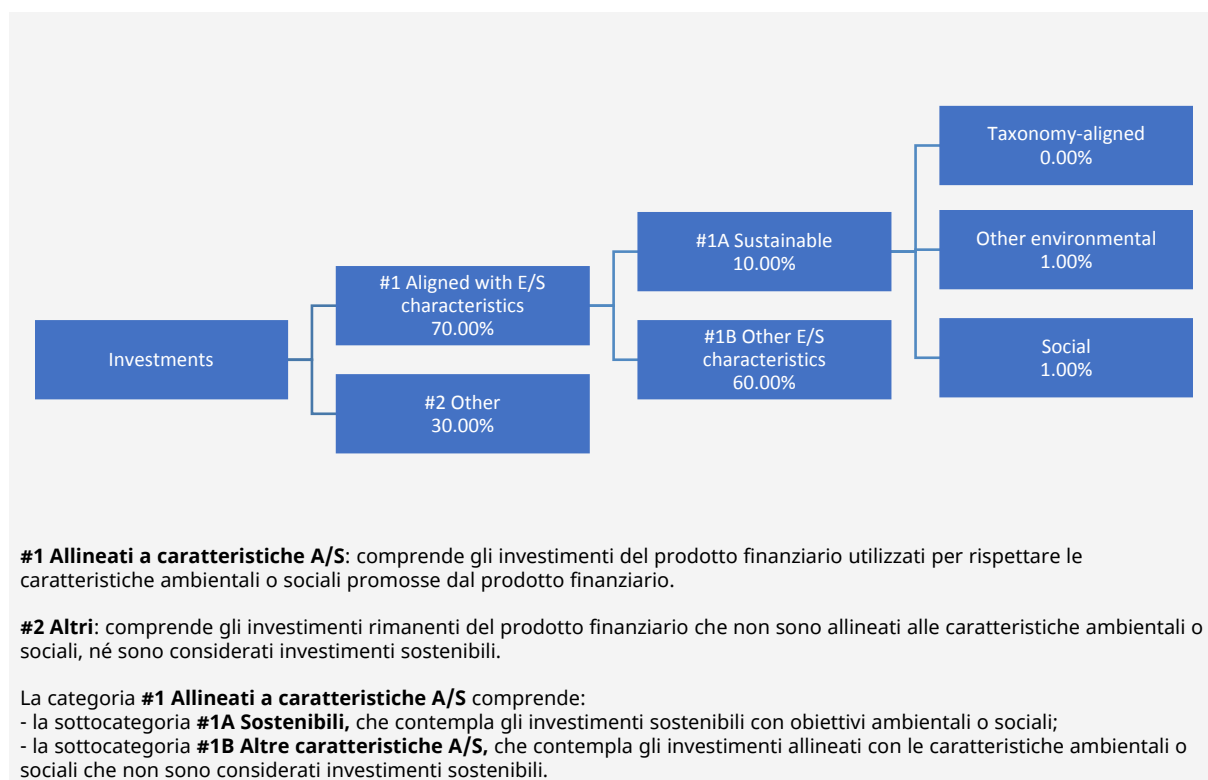 Taxonomy-aligned
0.00%
#1A Sustainable
10.00%
Other environmental
1.00%
#1 Aligned with E/S
characteristics
70.00%
Investments
#1B Other E/S
characteristics
60.00%
Social
1.00%
#2 Other
30.00%
#1 Allineati a caratteristiche A/S: comprende gli investimenti del prodotto finanziario utilizzati per rispettare le
caratteristiche ambientali o sociali promosse dal prodotto finanziario.
#2 Altri: comprende gli investimenti rimanenti del prodotto finanziario che non sono allineati alle caratteristiche ambientali o
sociali, né sono considerati investimenti sostenibili.
La categoria #1 Allineati a caratteristiche A/S comprende:
- la sottocategoria #1A Sostenibili, che contempla gli investimenti sostenibili con obiettivi ambientali o sociali;
- la sottocategoria #1B Altre caratteristiche A/S, che contempla gli investimenti allineati con le caratteristiche ambientali o
sociali che non sono considerati investimenti sostenibili.